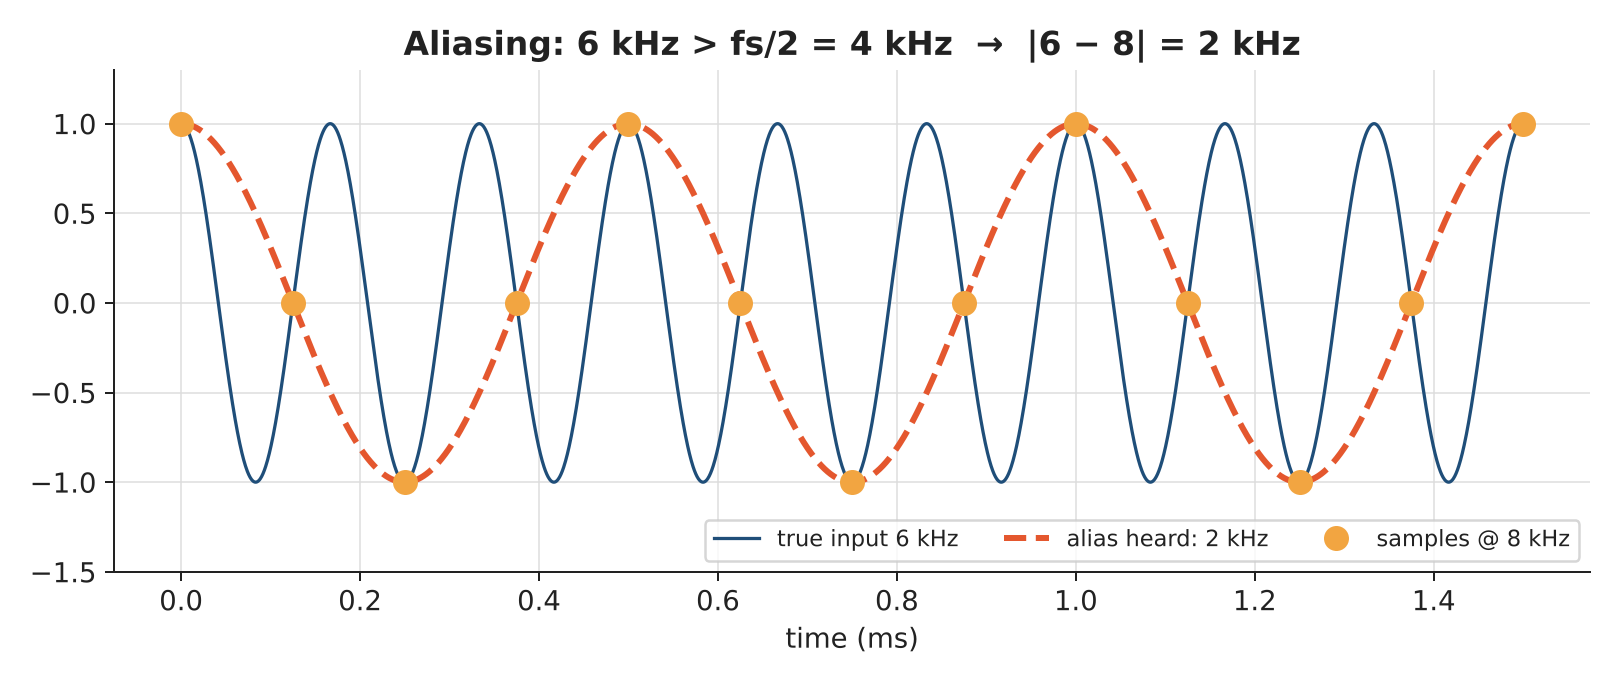 Aliasing: 6 kHz > fs/2 = 4 kHz → |6 − 8| = 2 kHz
1.0
0.5
0.0
−0.5
−1.0
−1.5
true input 6 kHz
alias heard: 2 kHz
samples @ 8 kHz
0.0 0.2 0.4 0.6 0.8 1.0 1.2 1.4
time (ms)